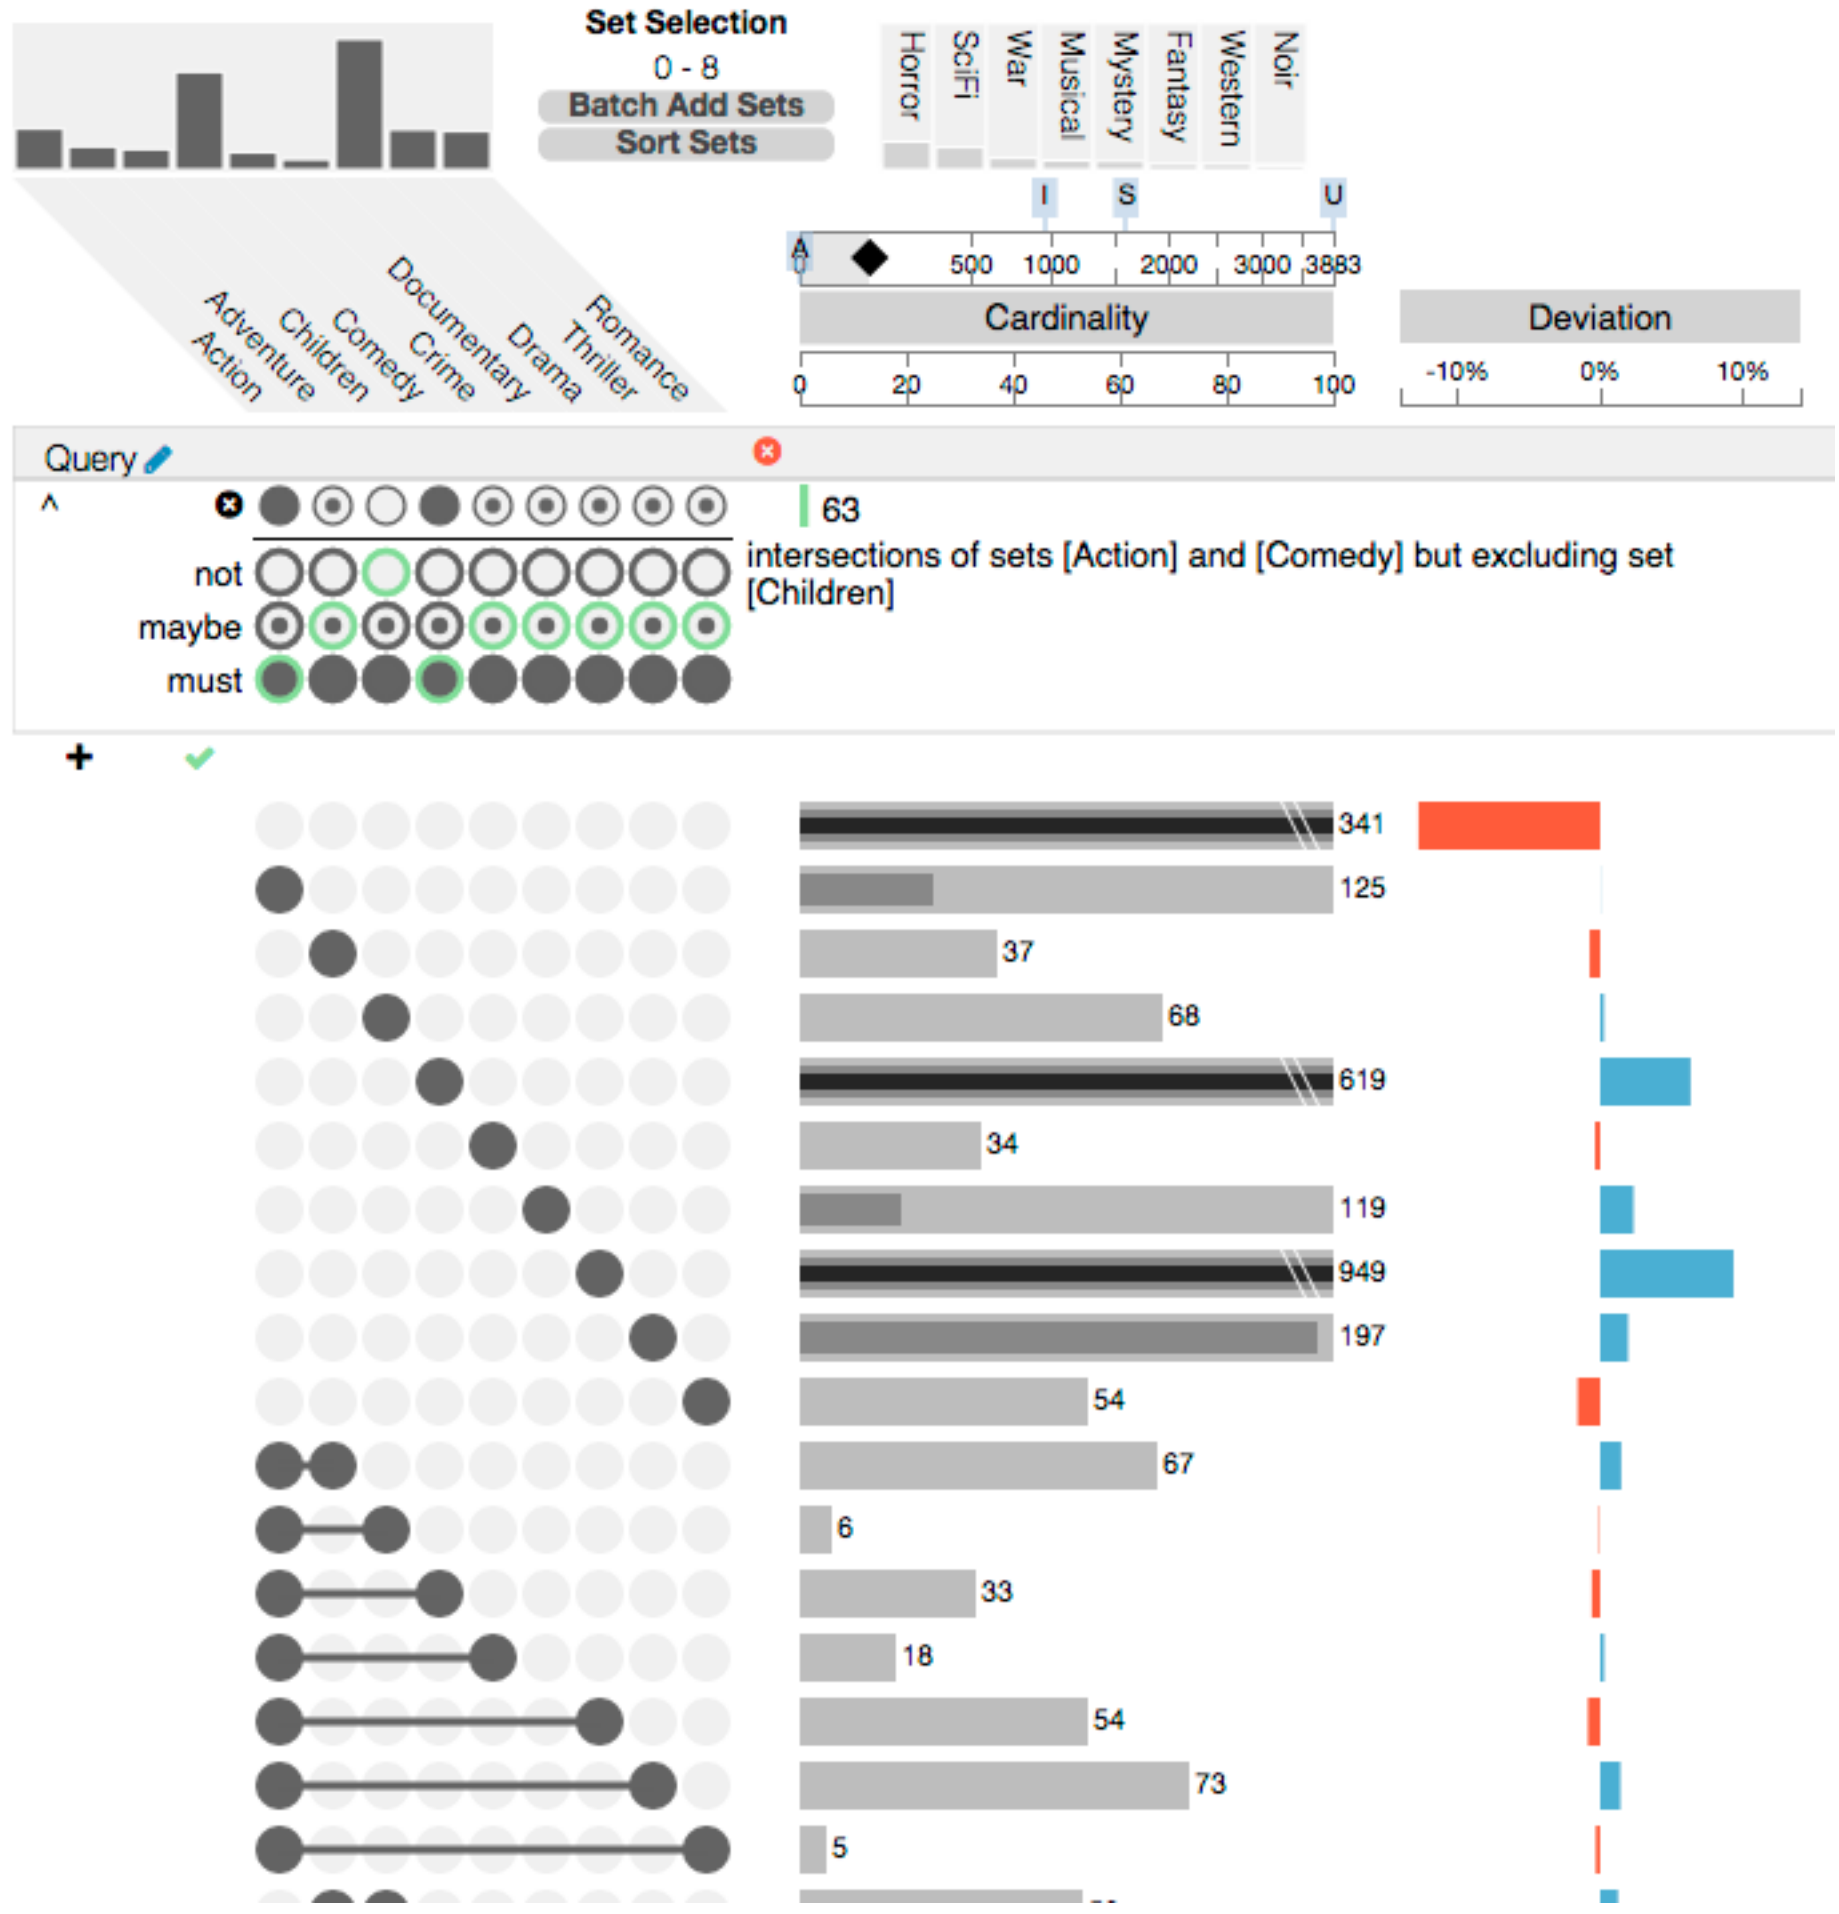 Set Selection
0 - 8
Batch Add Sets
Sort Sets
Horror
SciFi
War
Musical
Mystery
Fantasy
Western
Noir
I S U
A
0 500 1000 2000 3000 3883
Cardinality
0 20 40 60 80 100
Deviation
-10% 0% 10%
Action
Adventure
Children
Comedy
Crime
Documentary
Drama
Thriller
Romance
Query
^ 63
intersections of sets [Action] and [Comedy] but excluding set
[Children]
not
maybe
must
+
341
125
37
68
619
34
119
949
197
54
67
6
33
18
54
73
5